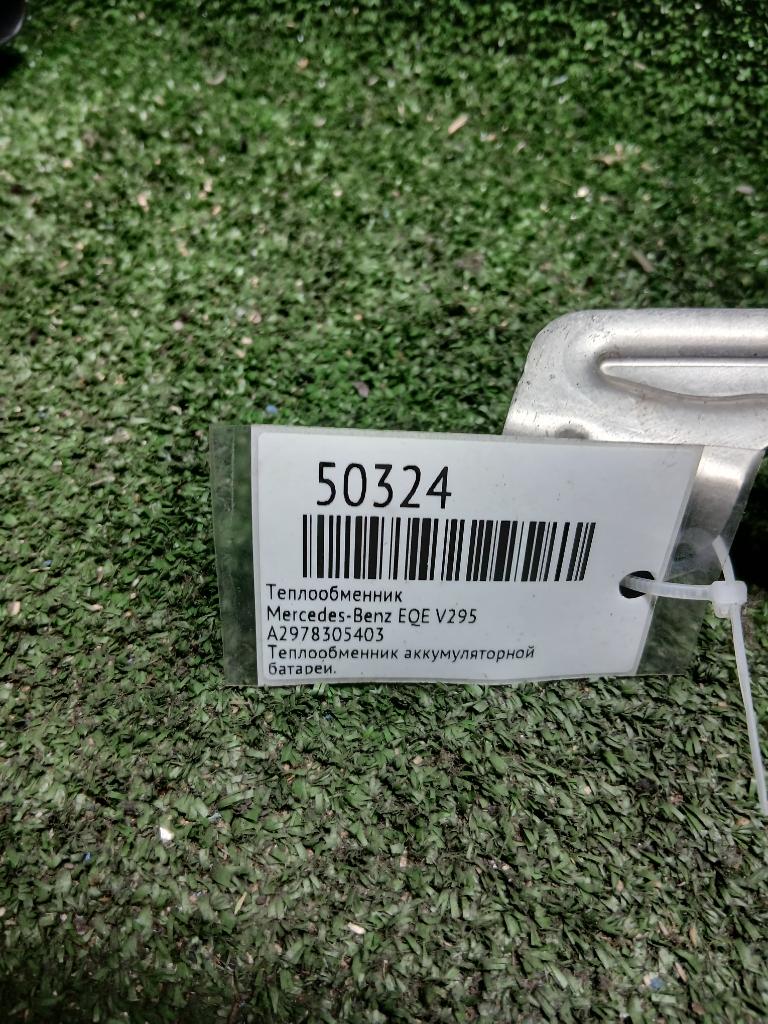 50324
Теплообменник
Mercedes-Benz EQE V295
A2978305403
Теплообменник аккумуляторной
батареи.